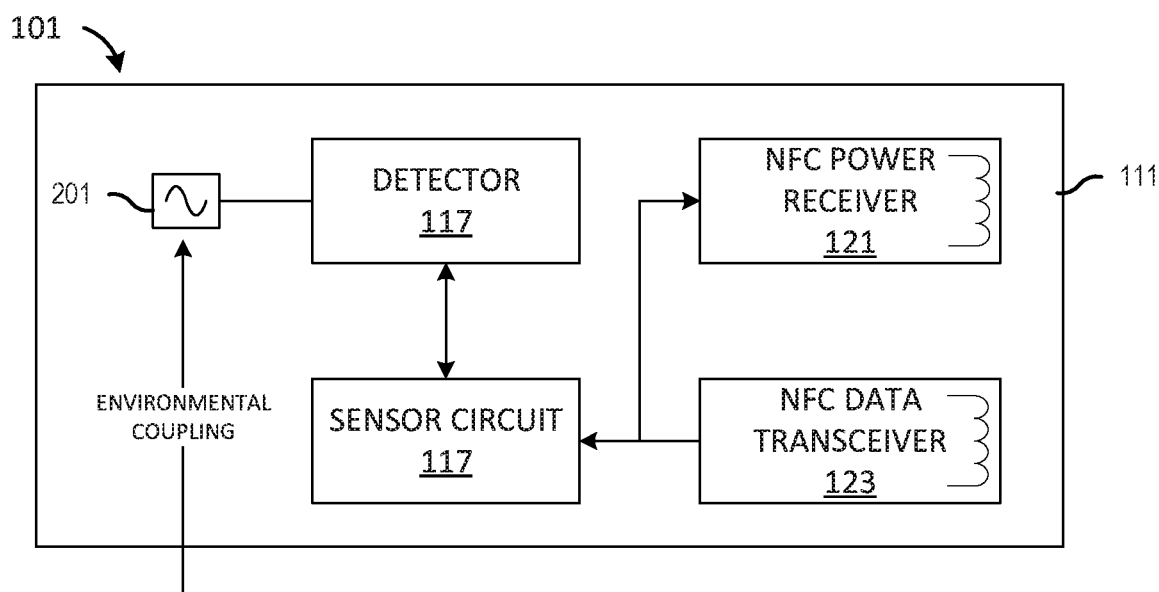 101
DETECTOR
117
NFC POWER
RECEIVER
121
111
201
ENVIRONMENTAL
COUPLING
SENSOR CIRCUIT
117
NFC DATA
TRANSCEIVER
123